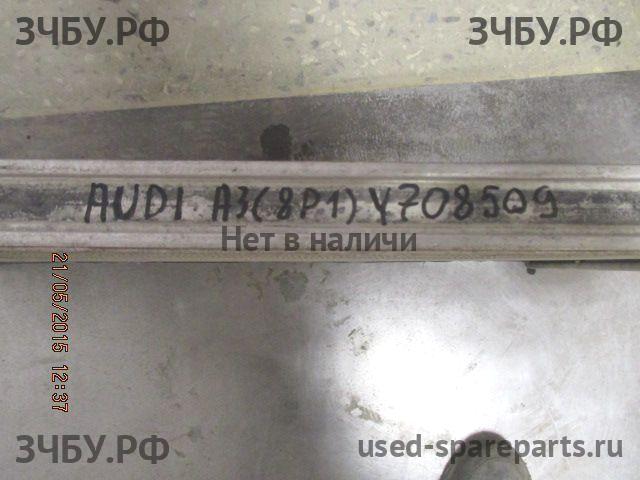 ЗЧБУ.РФ ЗЧБУ.РФ
AUDI A3(8P1) Y708509
Нет в наличи
21/05/2015 12:37
ЗЧБУ.РФ used-spareparts.ru